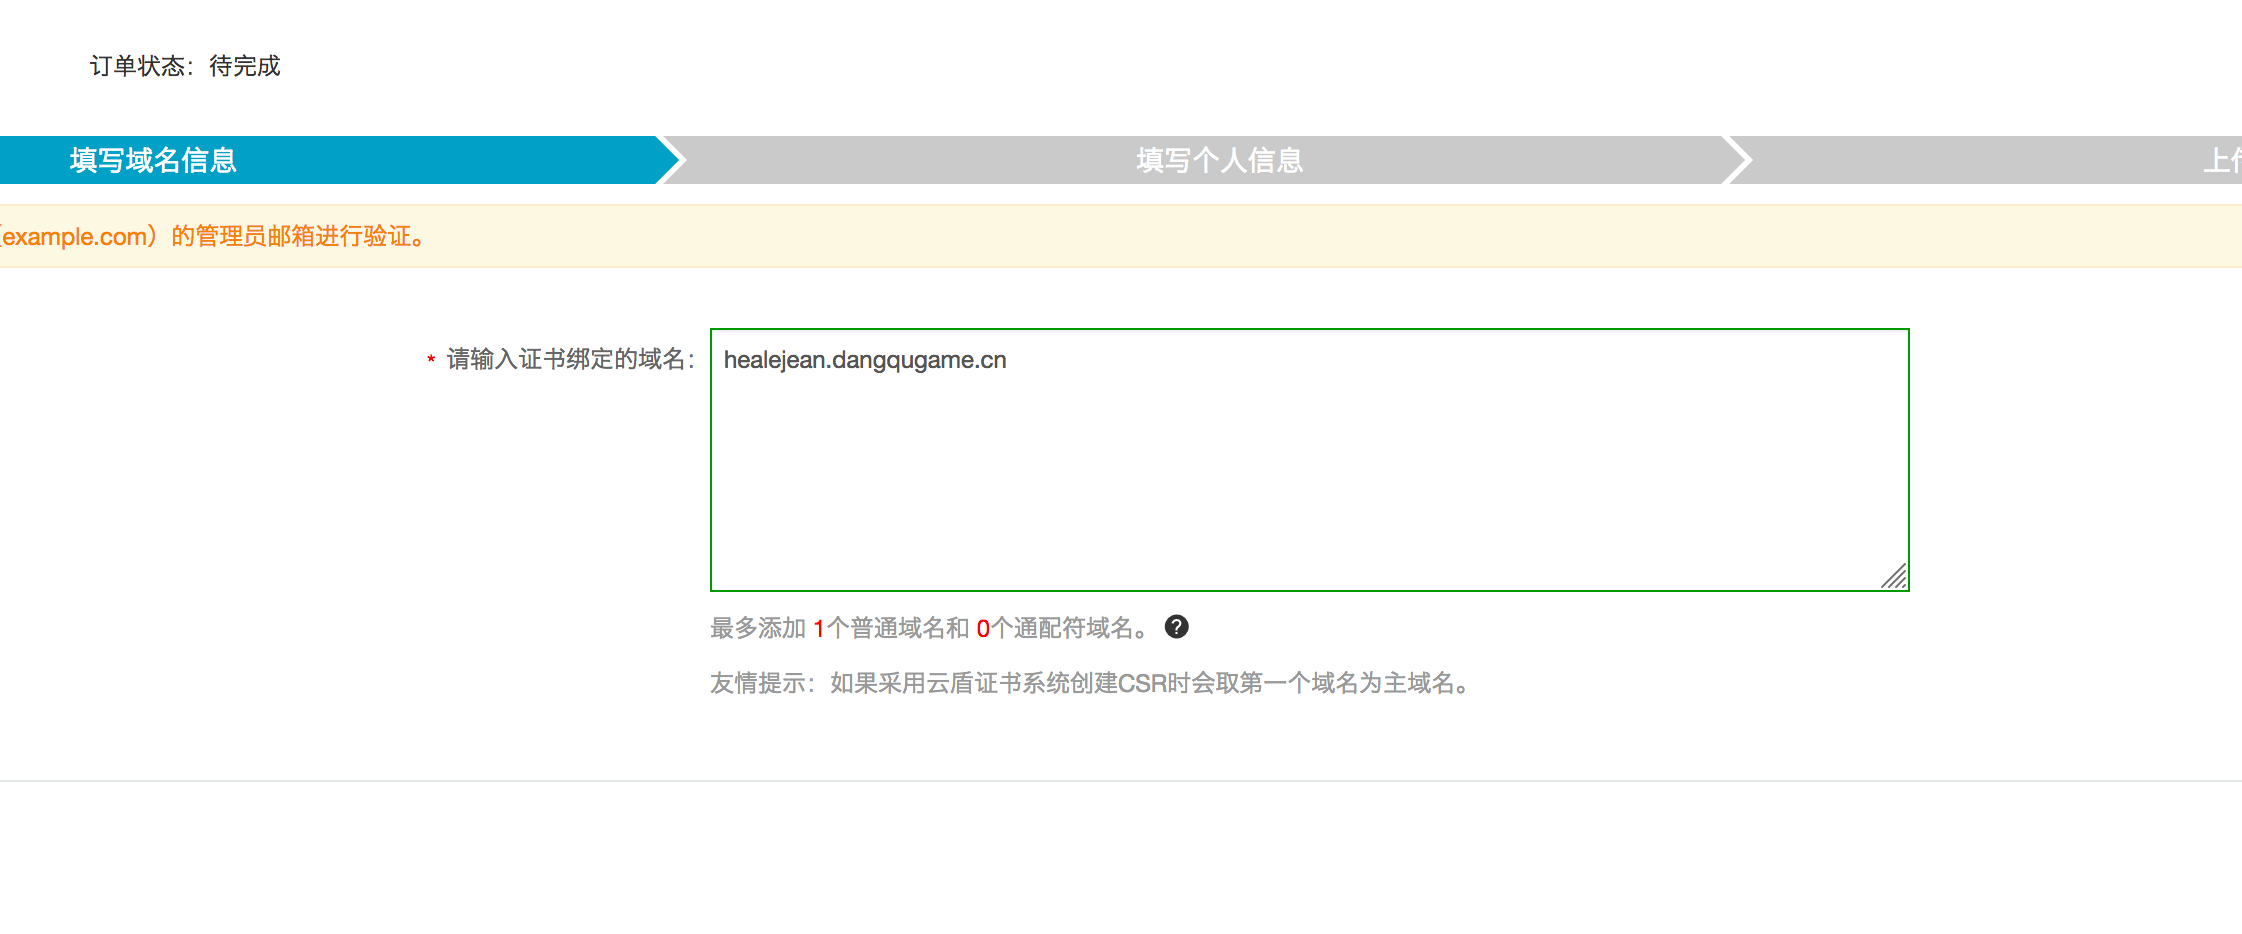 订单状态：待完成
填写域名信息
填写个人信息
上
example.com）的管理员邮箱进行验证。
* 请输入证书绑定的域名：
healejean.dangqugame.cn
最多添加 1个普通域名和 0个通配符域名。
友情提示：如果采用云盾证书系统创建CSR时会取第一个域名为主域名。